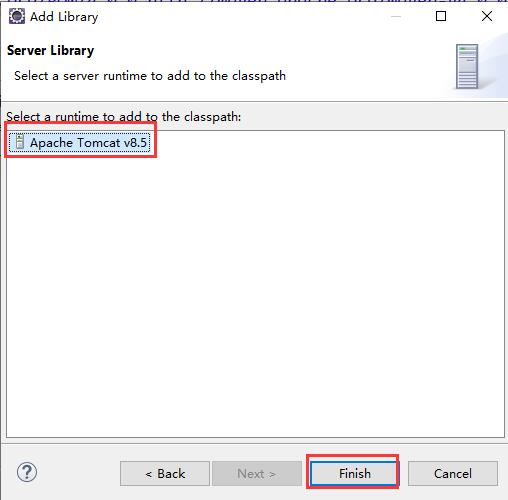 Add Library
Server Library
Select a server runtime to add to the classpath
Select a runtime to add to the classpath:
Apache Tomcat v8.5
?
< Back
Next >
Finish
Cancel